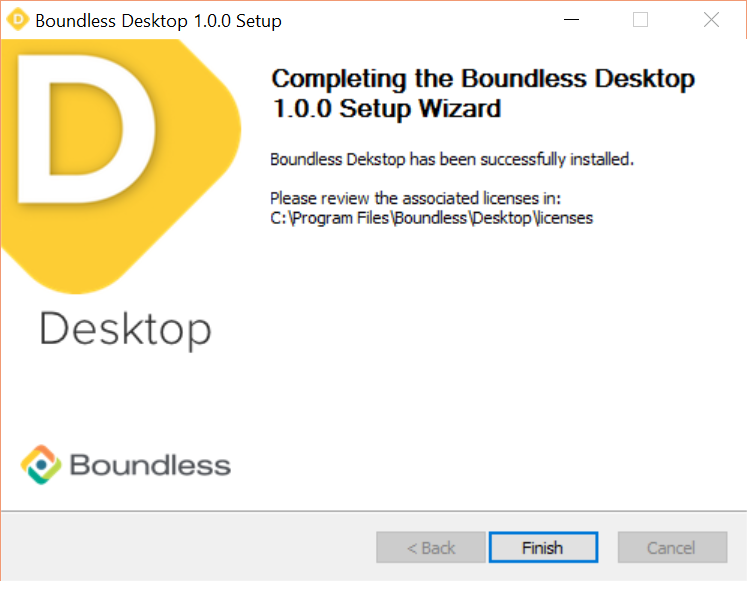 Boundless Desktop 1.0.0 Setup
D
Completing the Boundless Desktop
1.0.0 Setup Wizard
Boundless Dekstop has been successfully installed.
Please review the associated licenses in:
C:\Program Files\Boundless\Desktop\licenses
Desktop
Boundless
< Back
Finish
Cancel